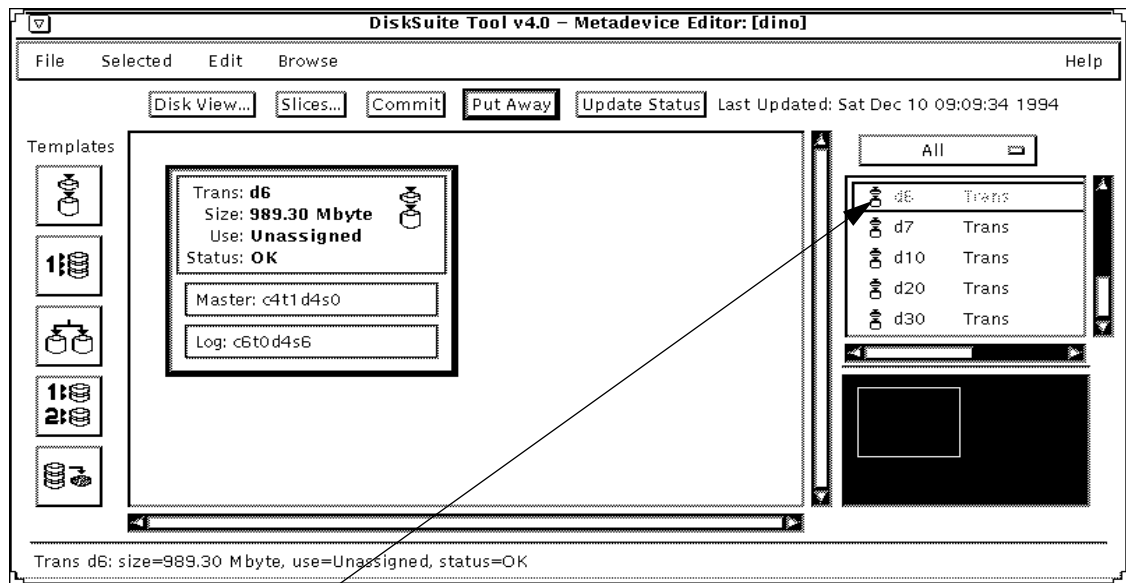 DiskSuite Tool v4.0 – Metadevice Editor: [dino]
File Selected Edit Browse Help
Disk View... Slices... Commit Put Away Update Status Last Updated: Sat Dec 10 09:09:34 1994
Templates
All
Trans: d6
Size: 989.30 Mbyte
Use: Unassigned
Status: OK
Master: c4t1d4s0
Log: c6t0d4s6
1
1
2
d6 Trans
d7 Trans
d10 Trans
d20 Trans
d30 Trans
Trans d6: size=989.30 Mbyte, use=Unassigned, status=OK